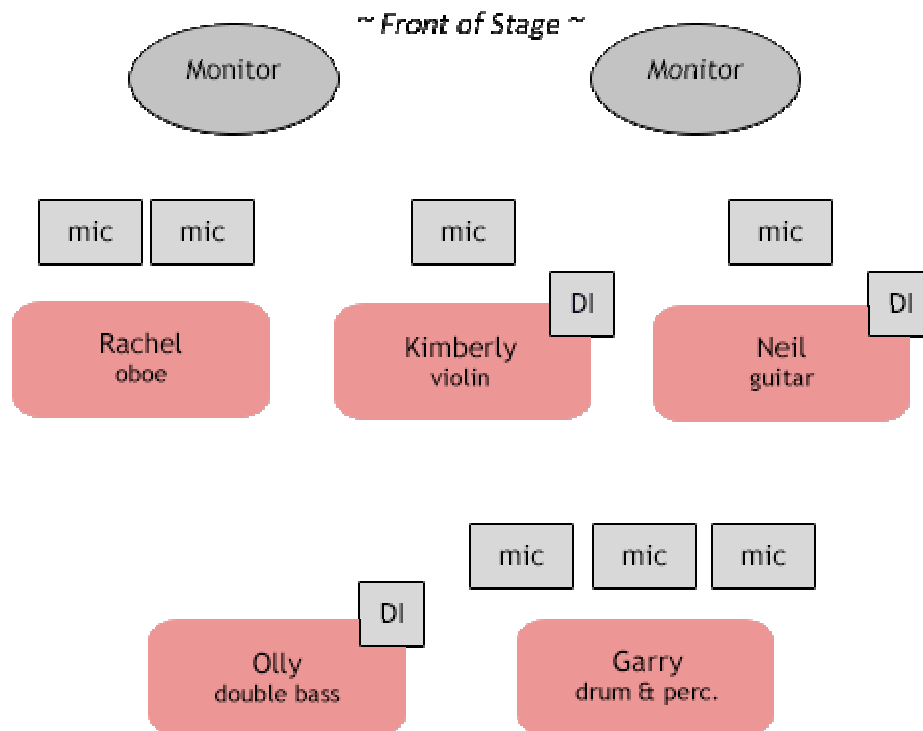 ~ Front of Stage ~
Monitor
Monitor
mic
mic
mic
mic
DI
DI
Rachel
oboe
Kimberly
violin
Neil
guitar
mic
mic
mic
DI
Olly
double bass
Garry
drum & perc.